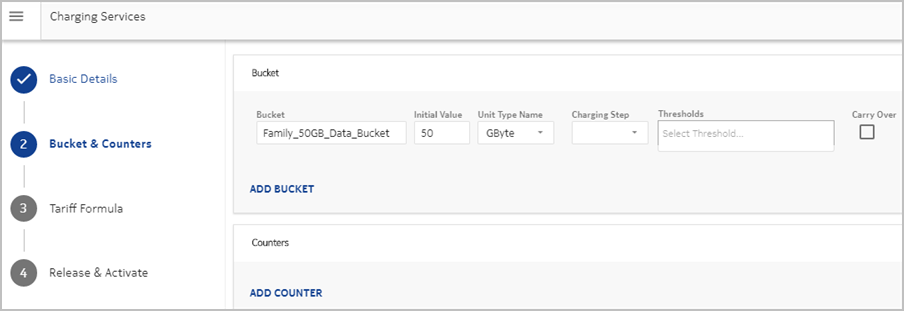 Charging Services
Basic Details
2 Bucket & Counters
3 Tariff Formula
4 Release & Activate
Bucket
Bucket Initial Value Unit Type Name Charging Step Thresholds Carry Over
Family_50GB_Data_Bucket 50 GByte Select Threshold...
ADD BUCKET
Counters
ADD COUNTER